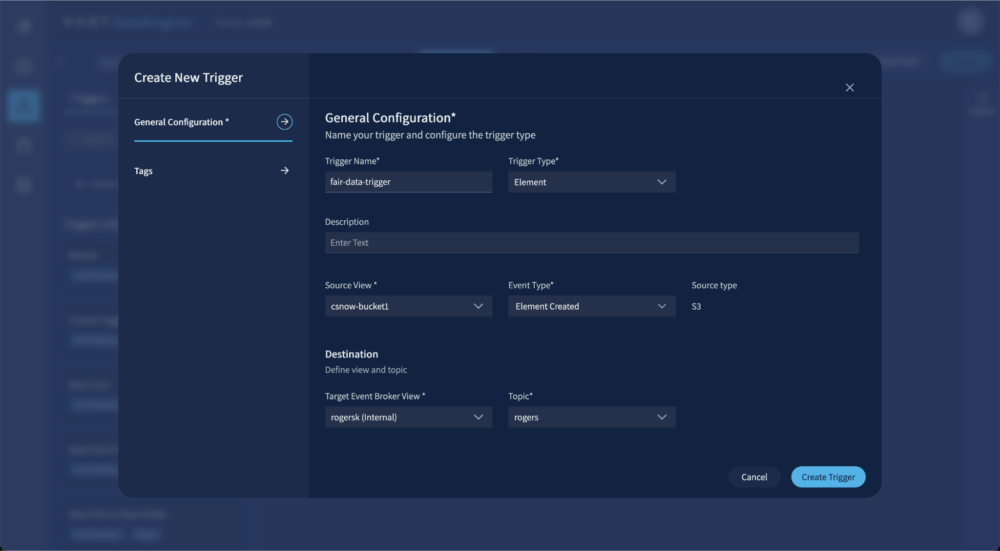 Create New Trigger
General Configuration *
Tags
General Configuration*
Name your trigger and configure the trigger type
Trigger Name*
Trigger Type*
fair-data-trigger
Element
Description
Enter Text
Source View *
Event Type*
Source type
csnow-bucket1
Element Created
S3
Destination
Define view and topic
Target Event Broker View *
Topic*
rogersk (Internal)
rogers
Cancel
Create Trigger